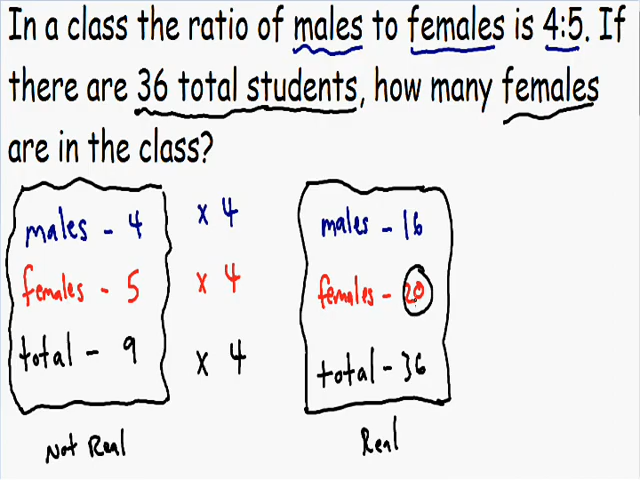 In a class the ratio of males to females is 4:5. If
there are 36 total students, how many females
are in the class?
males - 4 x 4 males - 16
females - 5 x 4 females - 20
total - 9 x 4 total - 36
Not Real Real